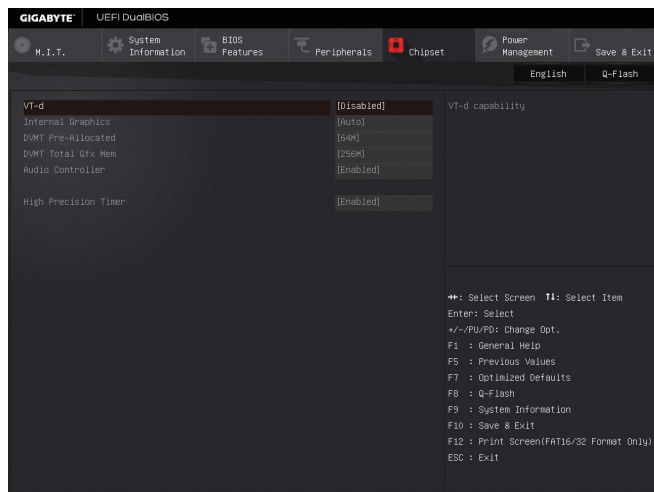 GIGABYTE™ UEFI DualBIOS
M.I.T.
System Information
BIOS Features
Peripherals
Chipset
Power Management
Save & Exit
English Q-Flash
VT-d [Disabled]
Internal Graphics [Auto]
DVMT Pre-Allocated [64M]
DVMT Total Gfx Mem [256M]
Audio Controller [Enabled]
High Precision Timer [Enabled]
VT-d capability
→←: Select Screen ↑↓: Select Item
Enter: Select
+/-/PU/PD: Change Opt.
F1 : General Help
F5 : Previous Values
F7 : Optimized Defaults
F8 : Q-Flash
F9 : System Information
F10 : Save & Exit
F12 : Print Screen(FAT16/32 Format Only)
ESC : Exit